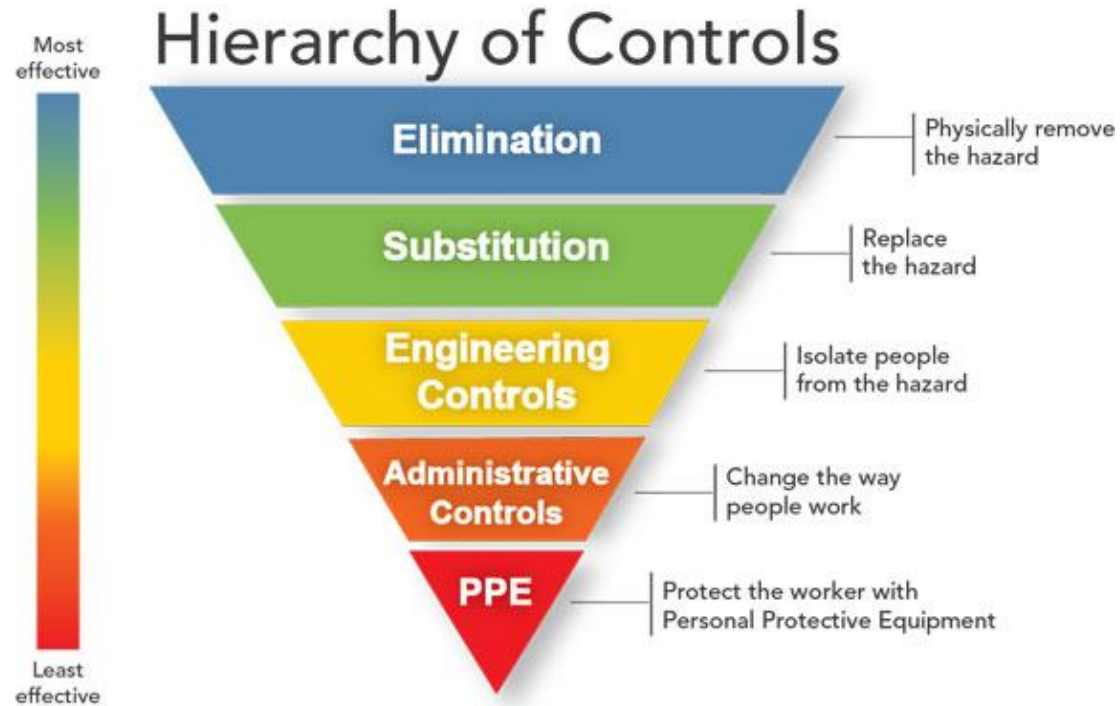 Hierarchy of Controls
Most
effective
Elimination
Physically remove
the hazard
Substitution
Replace
the hazard
Engineering
Controls
Isolate people
from the hazard
Administrative
Controls
Change the way
people work
PPE
Protect the worker with
Personal Protective Equipment
Least
effective